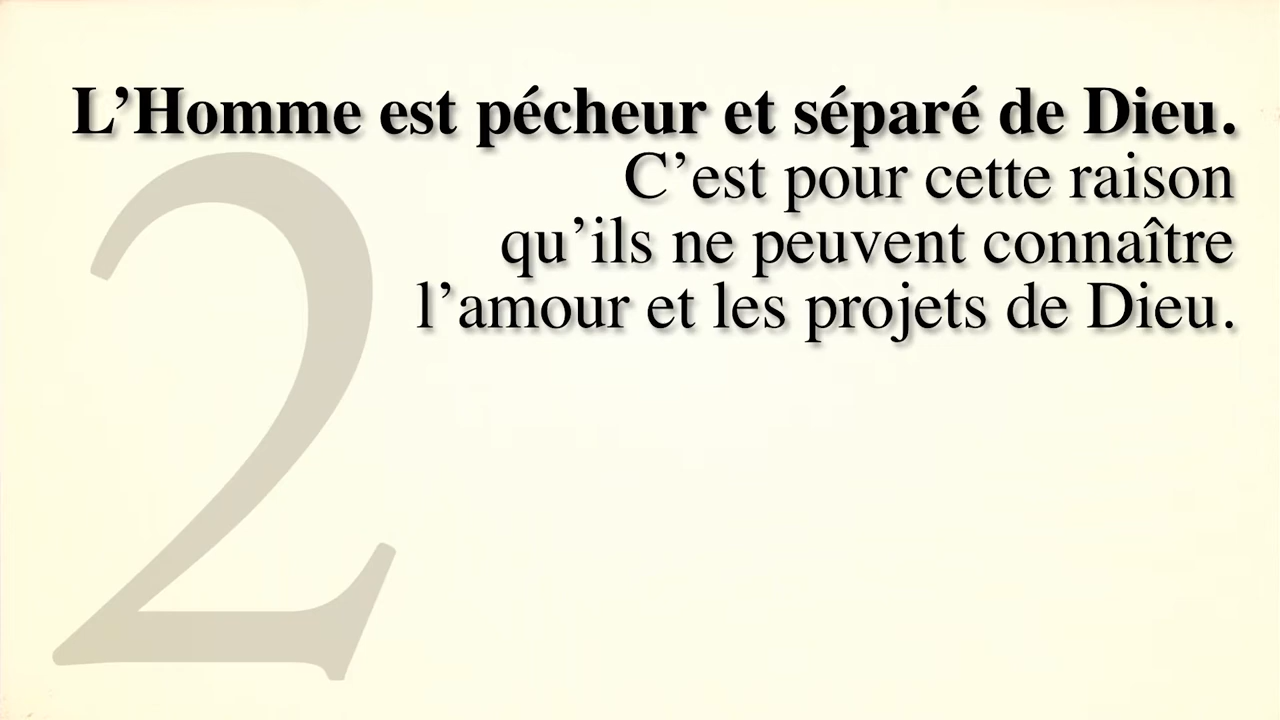 L’Homme est pécheur et séparé de Dieu.
C’est pour cette raison
qu’ils ne peuvent connaître
l’amour et les projets de Dieu.
2